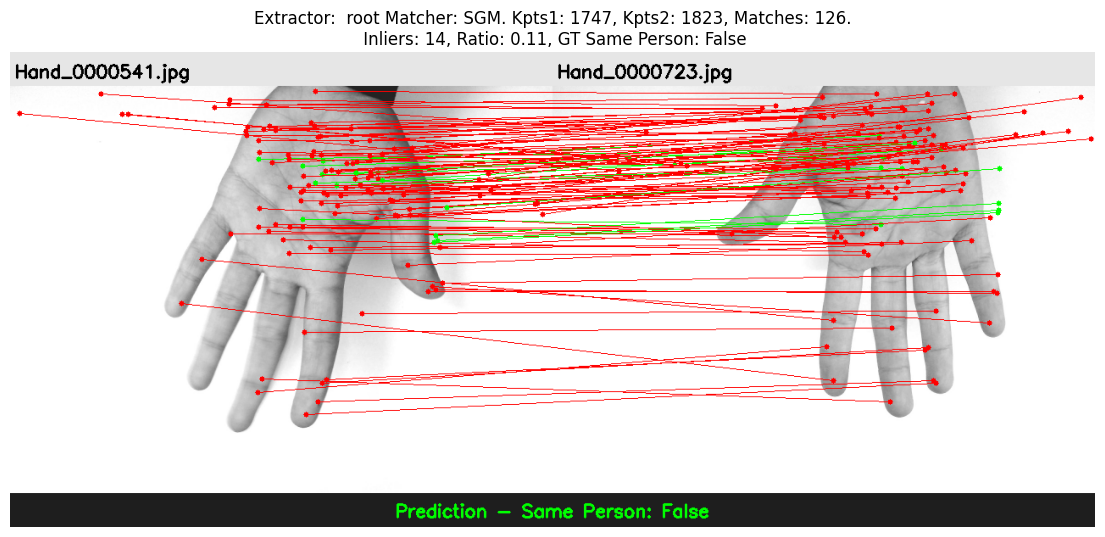 Extractor:  root Matcher: SGM. Kpts1: 1747, Kpts2: 1823, Matches: 126.
Inliers: 14, Ratio: 0.11, GT Same Person: False
Hand_0000541.jpg
Hand_0000723.jpg
Prediction - Same Person: False